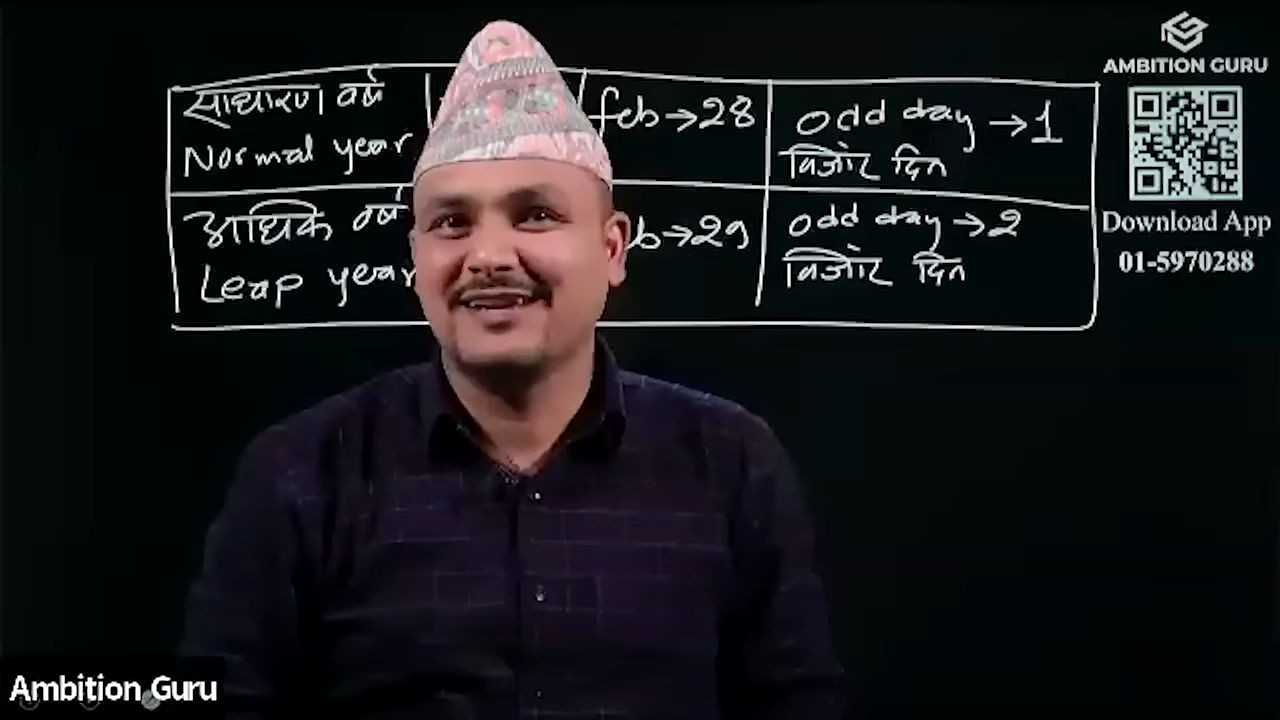 साधारण वर्ष
Normal year
feb → 28
odd day → 1
बिजोर दिन
अधिक वर्ष
Leap year
b → 29
odd day → 2
बिजोर दिन
AMBITION GURU
Download App
01-5970288
Ambition Guru